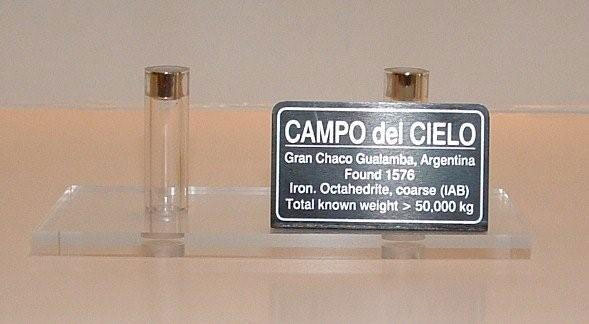 CAMPO del CIELO
Gran Chaco Gualamba, Argentina
Found 1576
Iron. Octahedrite, coarse (IAB)
Total known weight > 50,000 kg